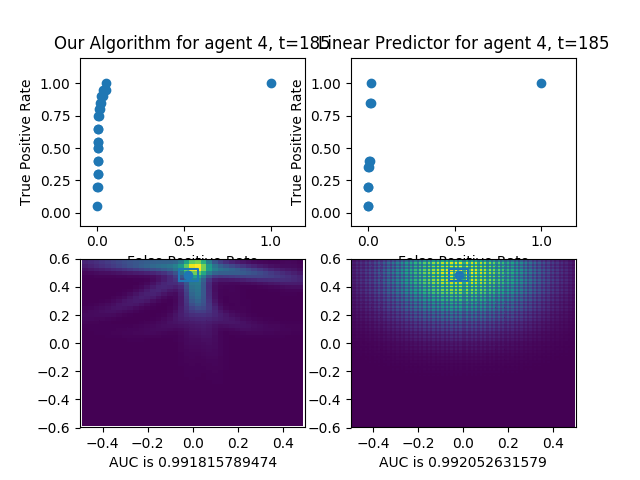 Our Algorithm for agent 4, t=185
Linear Predictor for agent 4, t=185
True Positive Rate
1.00
0.75
0.50
0.25
0.00
0.0 0.5 1.0
False Positive Rate
True Positive Rate
1.00
0.75
0.50
0.25
0.00
0.0 0.5 1.0
False Positive Rate
0.6
0.4
0.2
0.0
−0.2
−0.4
−0.6
−0.4 −0.2 0.0 0.2 0.4
AUC is 0.991815789474
0.6
0.4
0.2
0.0
−0.2
−0.4
−0.6
−0.4 −0.2 0.0 0.2 0.4
AUC is 0.992052631579